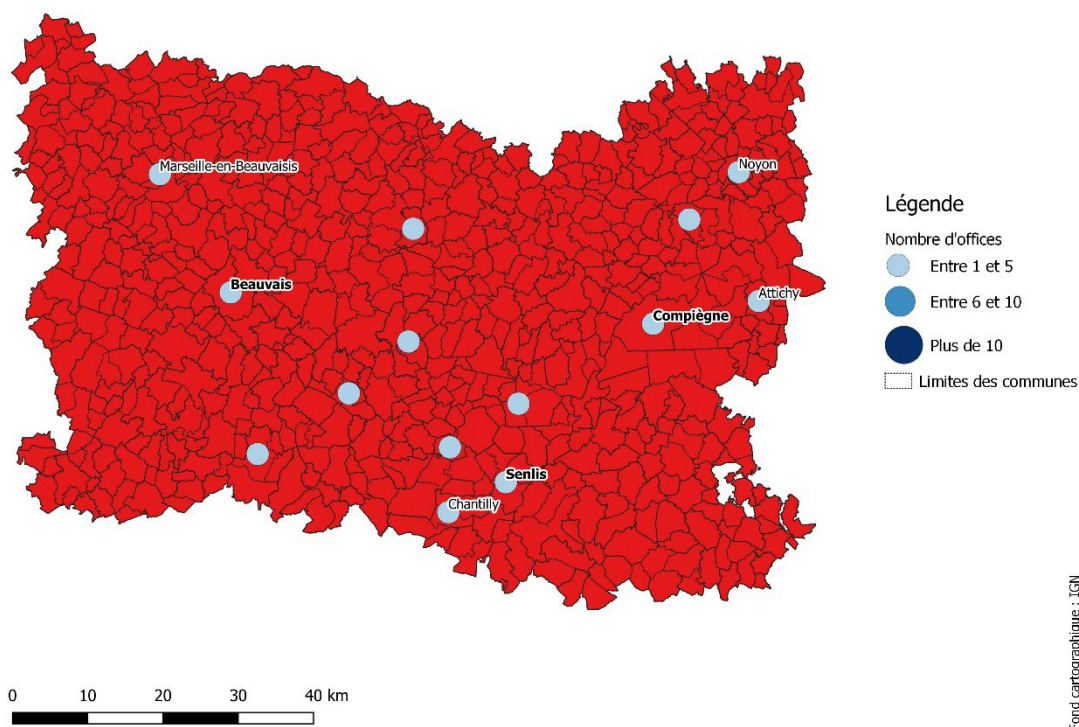 Marseille-en-Beauvaisis
Noyon
Beauvais
Attichy
Compiègne
Senlis
Chantilly
Légende
Nombre d'offices
Entre 1 et 5
Entre 6 et 10
Plus de 10
Limites des communes
0 10 20 30 40 km
Fond cartographique : IGN